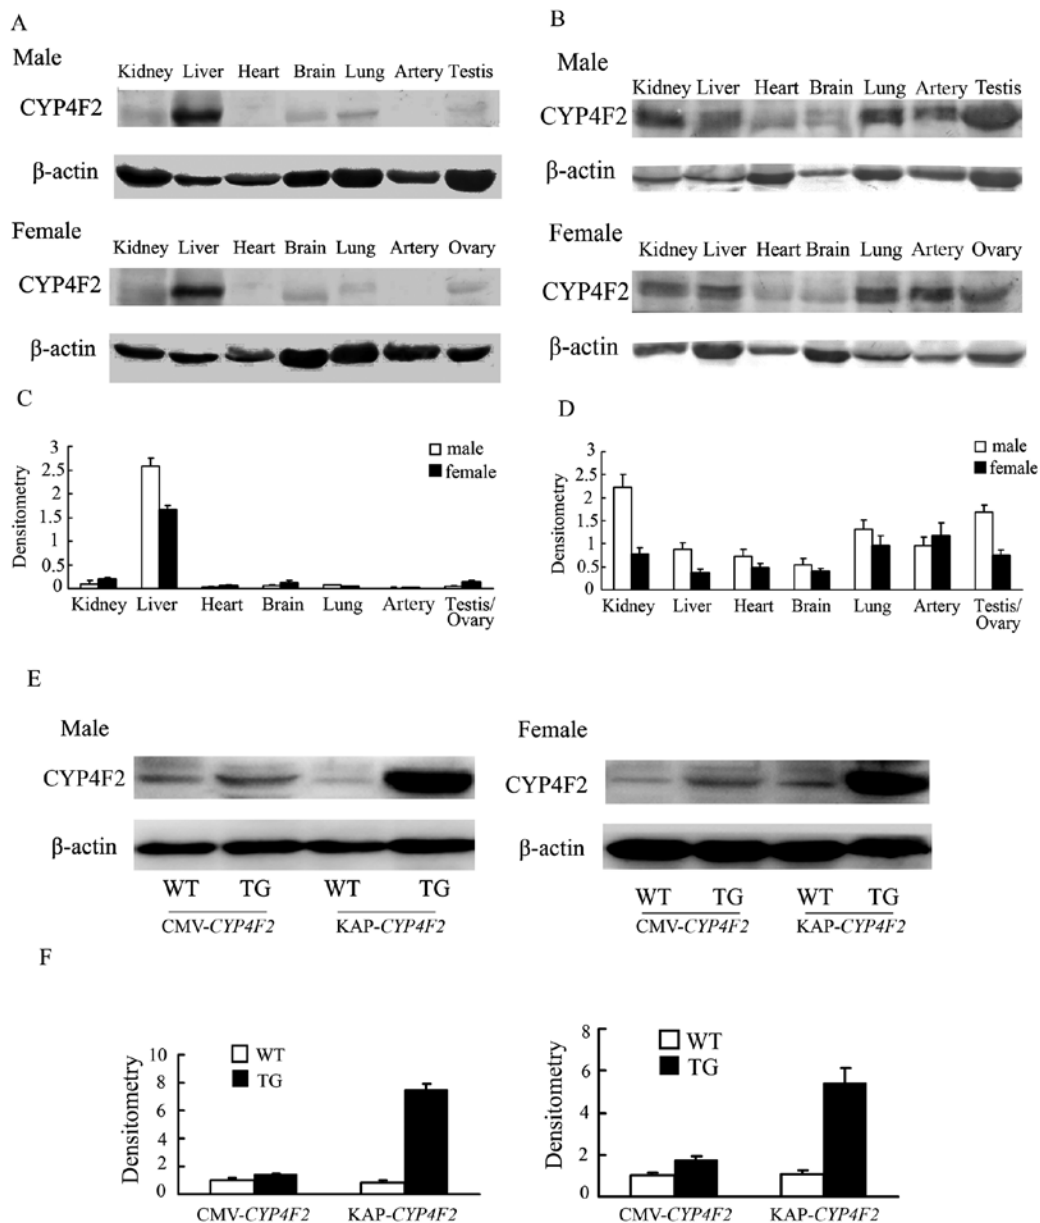 A
Male
Kidney Liver Heart Brain Lung Artery Testis
CYP4F2
β-actin
Female
Kidney Liver Heart Brain Lung Artery Ovary
CYP4F2
β-actin
B
Male
Kidney Liver Heart Brain Lung Artery Testis
CYP4F2
β-actin
Female
Kidney Liver Heart Brain Lung Artery Ovary
CYP4F2
β-actin
C
Densitometry
3
2.5
2
1.5
1
0.5
0
male
female
Kidney Liver Heart Brain Lung Artery Testis/
Ovary
D
Densitometry
3
2.5
2
1.5
1
0.5
0
male
female
Kidney Liver Heart Brain Lung Artery Testis/
Ovary
E
Male
CYP4F2
β-actin
WT TG WT TG
CMV-CYP4F2 KAP-CYP4F2
Female
CYP4F2
β-actin
WT TG WT TG
CMV-CYP4F2 KAP-CYP4F2
F
Densitometry
10
8
6
4
2
0
WT
TG
CMV-CYP4F2 KAP-CYP4F2
Densitometry
8
6
4
2
0
WT
TG
CMV-CYP4F2 KAP-CYP4F2